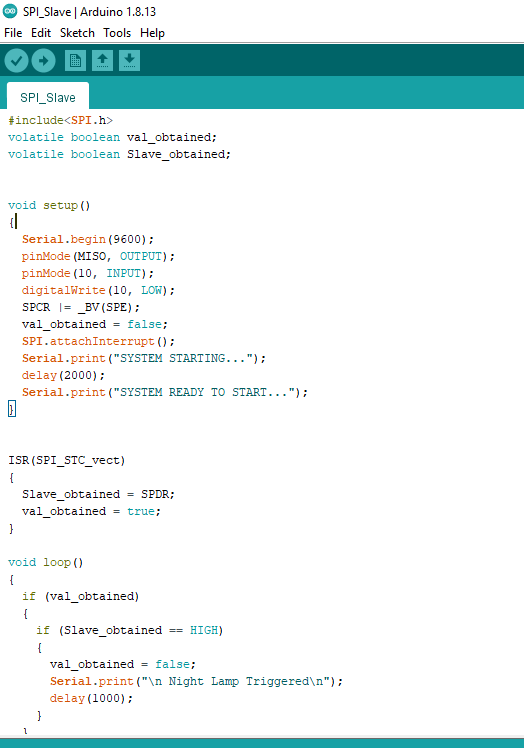 SPI_Slave | Arduino 1.8.13
File Edit Sketch Tools Help
SPI_Slave
#include<SPI.h>
volatile boolean val_obtained;
volatile boolean Slave_obtained;
void setup()
{
Serial.begin(9600);
pinMode(MISO, OUTPUT);
pinMode(10, INPUT);
digitalWrite(10, LOW);
SPCR |= _BV(SPE);
val_obtained = false;
SPI.attachInterrupt();
Serial.print("SYSTEM STARTING...");
delay(2000);
Serial.print("SYSTEM READY TO START...");
}
ISR(SPI_STC_vect)
{
Slave_obtained = SPDR;
val_obtained = true;
}
void loop()
{
if (val_obtained)
{
if (Slave_obtained == HIGH)
{
val_obtained = false;
Serial.print("\n Night Lamp Triggered\n");
delay(1000);
}
}